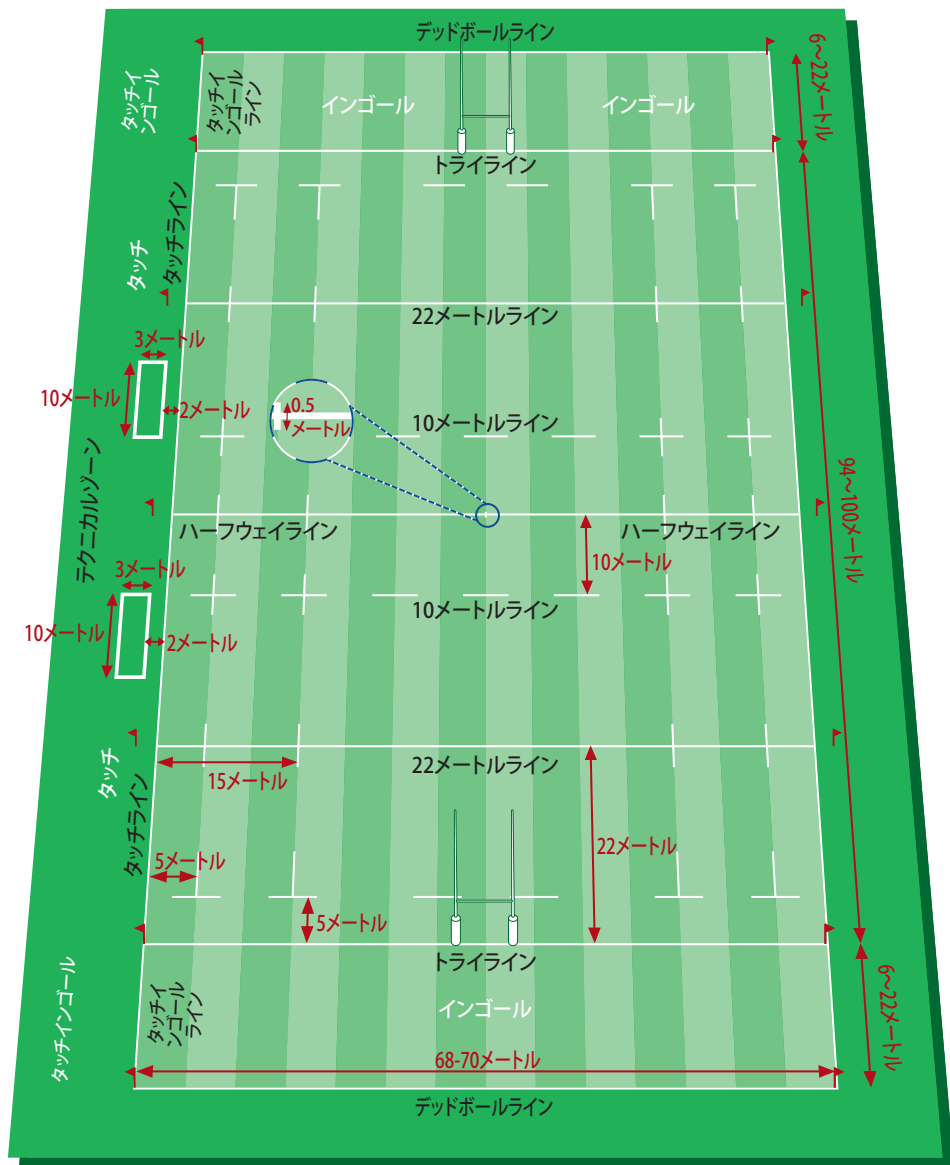 デッドボールライン
6〜22メートル
タッチイ
ンゴール
タッチイ
ンゴール
ライン
インゴール
インゴール
トライライン
タッチライン
タッチ
22メートルライン
3メートル
10メートル
2メートル
0.5
メートル
10メートルライン
94〜100メートル
テクニカルゾーン
ハーフウェイライン
ハーフウェイライン
10メートル
3メートル
10メートル
2メートル
10メートルライン
タッチ
タッチライン
15メートル
22メートルライン
22メートル
5メートル
5メートル
トライライン
タッチインゴール
タッチイ
ンゴール
ライン
インゴール
6〜22メートル
68-70メートル
デッドボールライン